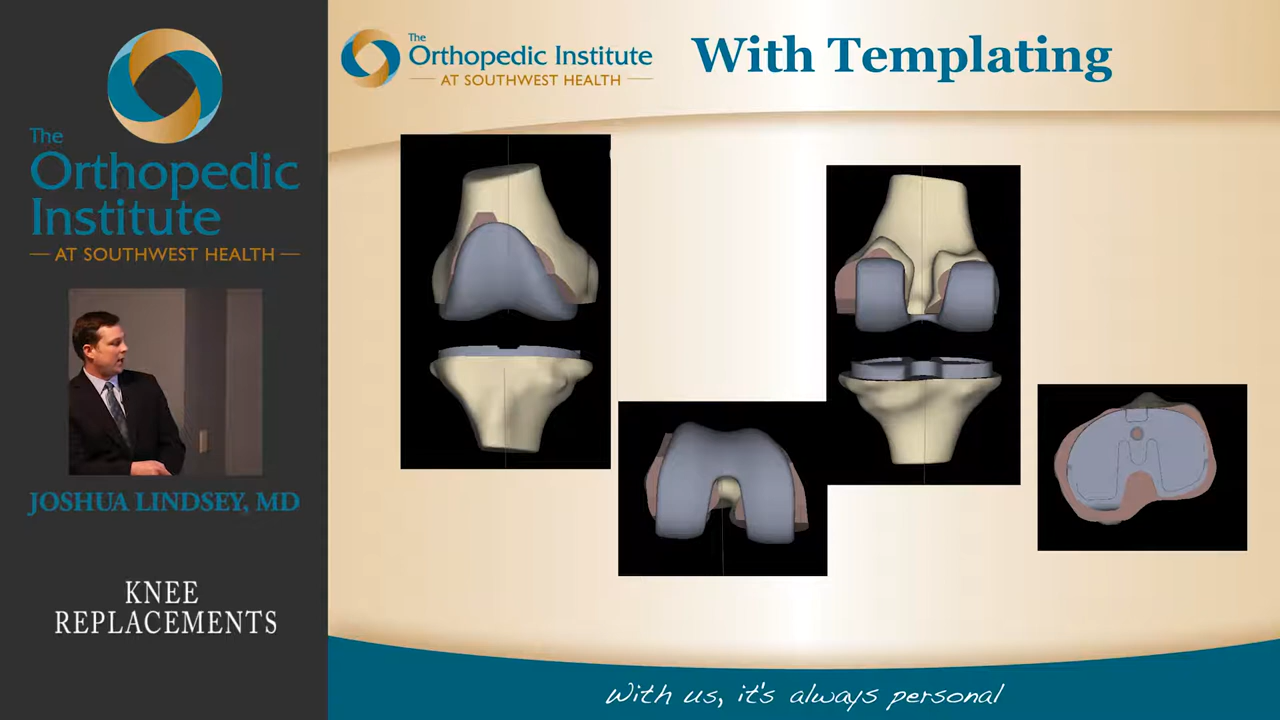 The
Orthopedic
Institute
AT SOUTHWEST HEALTH
JOSHUA LINDSEY, MD
KNEE
REPLACEMENTS
The
Orthopedic Institute
AT SOUTHWEST HEALTH
With Templating
With us, it's always personal